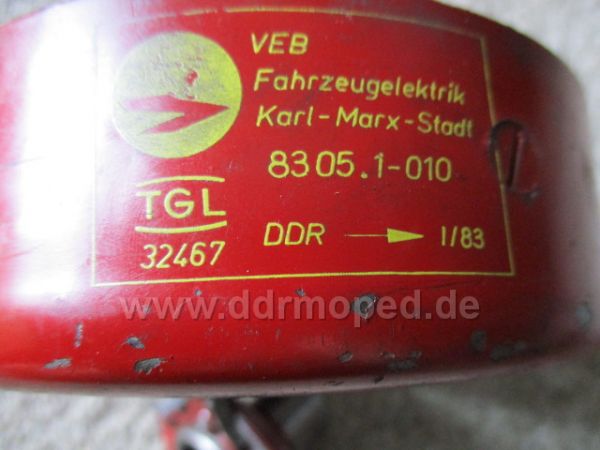 VEB
Fahrzeugelektrik
Karl-Marx-Stadt
8305.1-010
TGL
32467
DDR → 1/83
www.ddrmoped.de